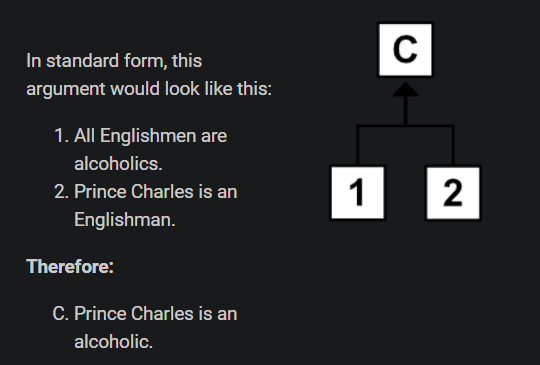 In standard form, this
argument would look like this:
1. All Englishmen are
alcoholics.
2. Prince Charles is an
Englishman.
Therefore:
C. Prince Charles is an
alcoholic.
C
1 2